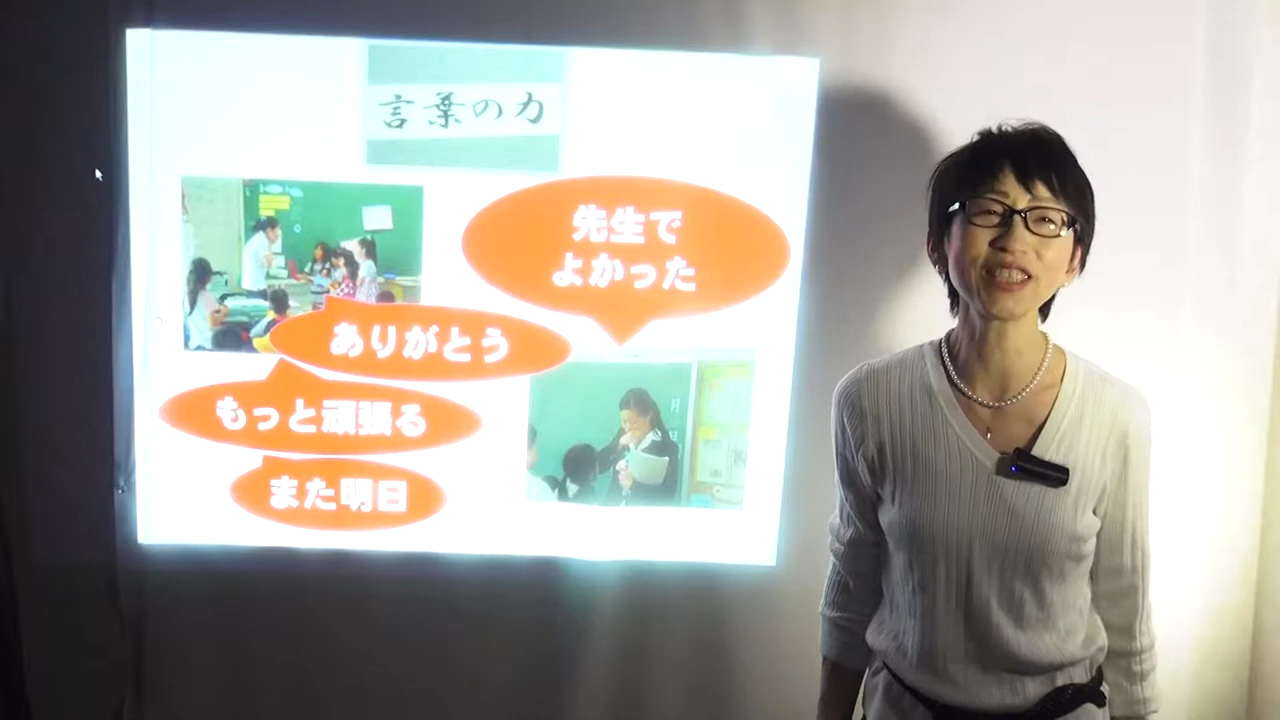 言葉の力
先生で
よかった
ありがとう
もっと頑張る
また明日